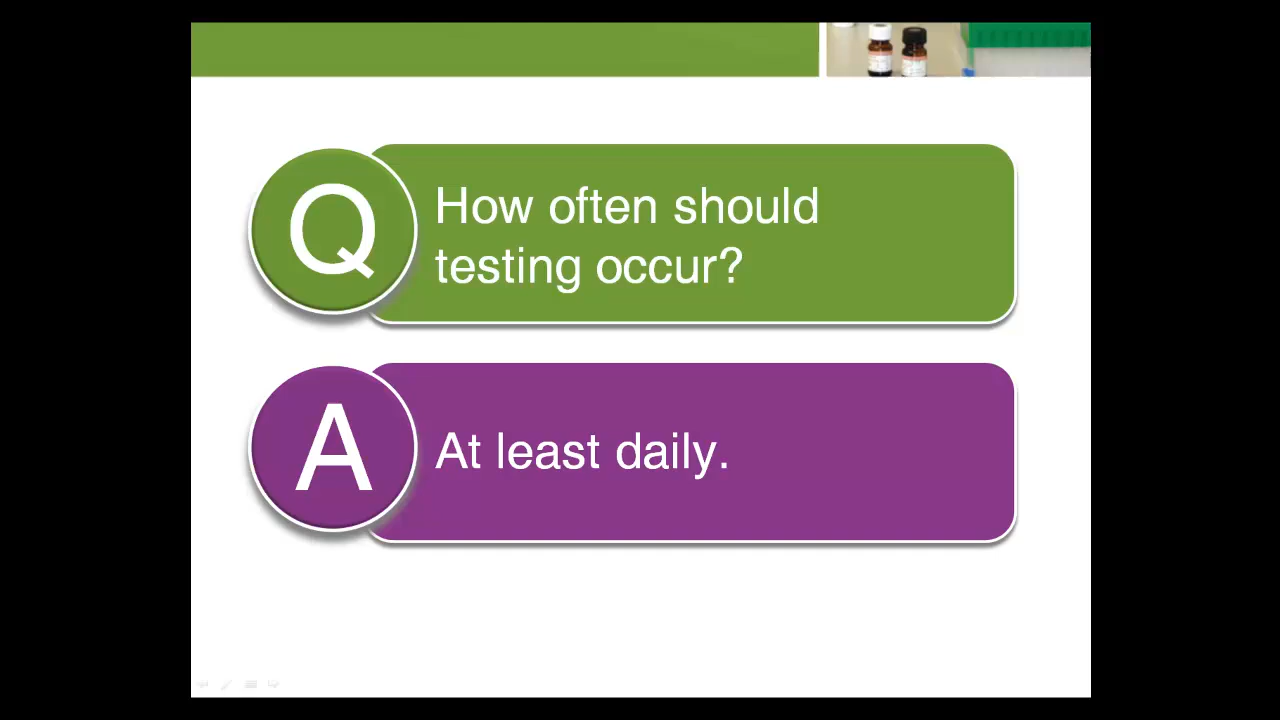 Q
How often should
testing occur?
A
At least daily.